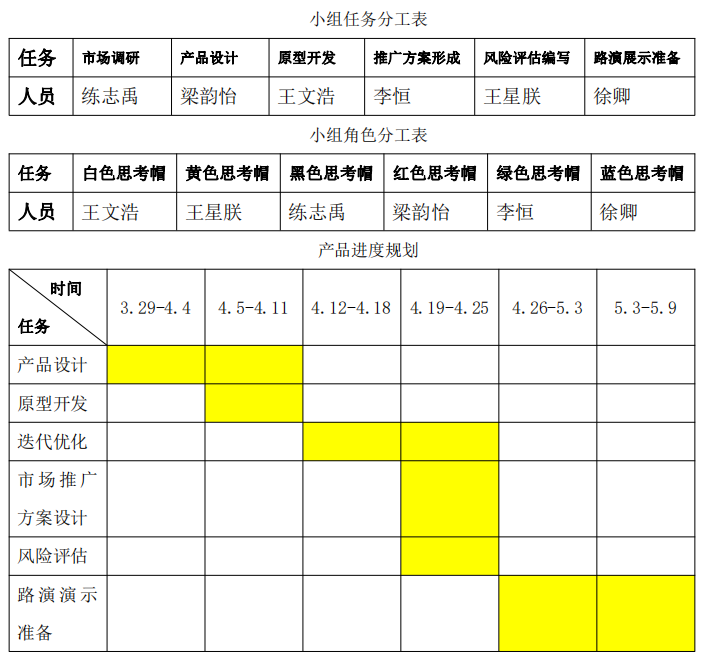 小组任务分工表
任务 市场调研 产品设计 原型开发 推广方案形成 风险评估编写 路演展示准备
人员 练志禹 梁韵怡 王文浩 李恒 王星朕 徐卿
小组角色分工表
任务 白色思考帽 黄色思考帽 黑色思考帽 红色思考帽 绿色思考帽 蓝色思考帽
人员 王文浩 王星朕 练志禹 梁韵怡 李恒 徐卿
产品进度规划
时间
任务
3.29-4.4 4.5-4.11 4.12-4.18 4.19-4.25 4.26-5.3 5.3-5.9
产品设计
原型开发
迭代优化
市场推广
方案设计
风险评估
路演演示
准备